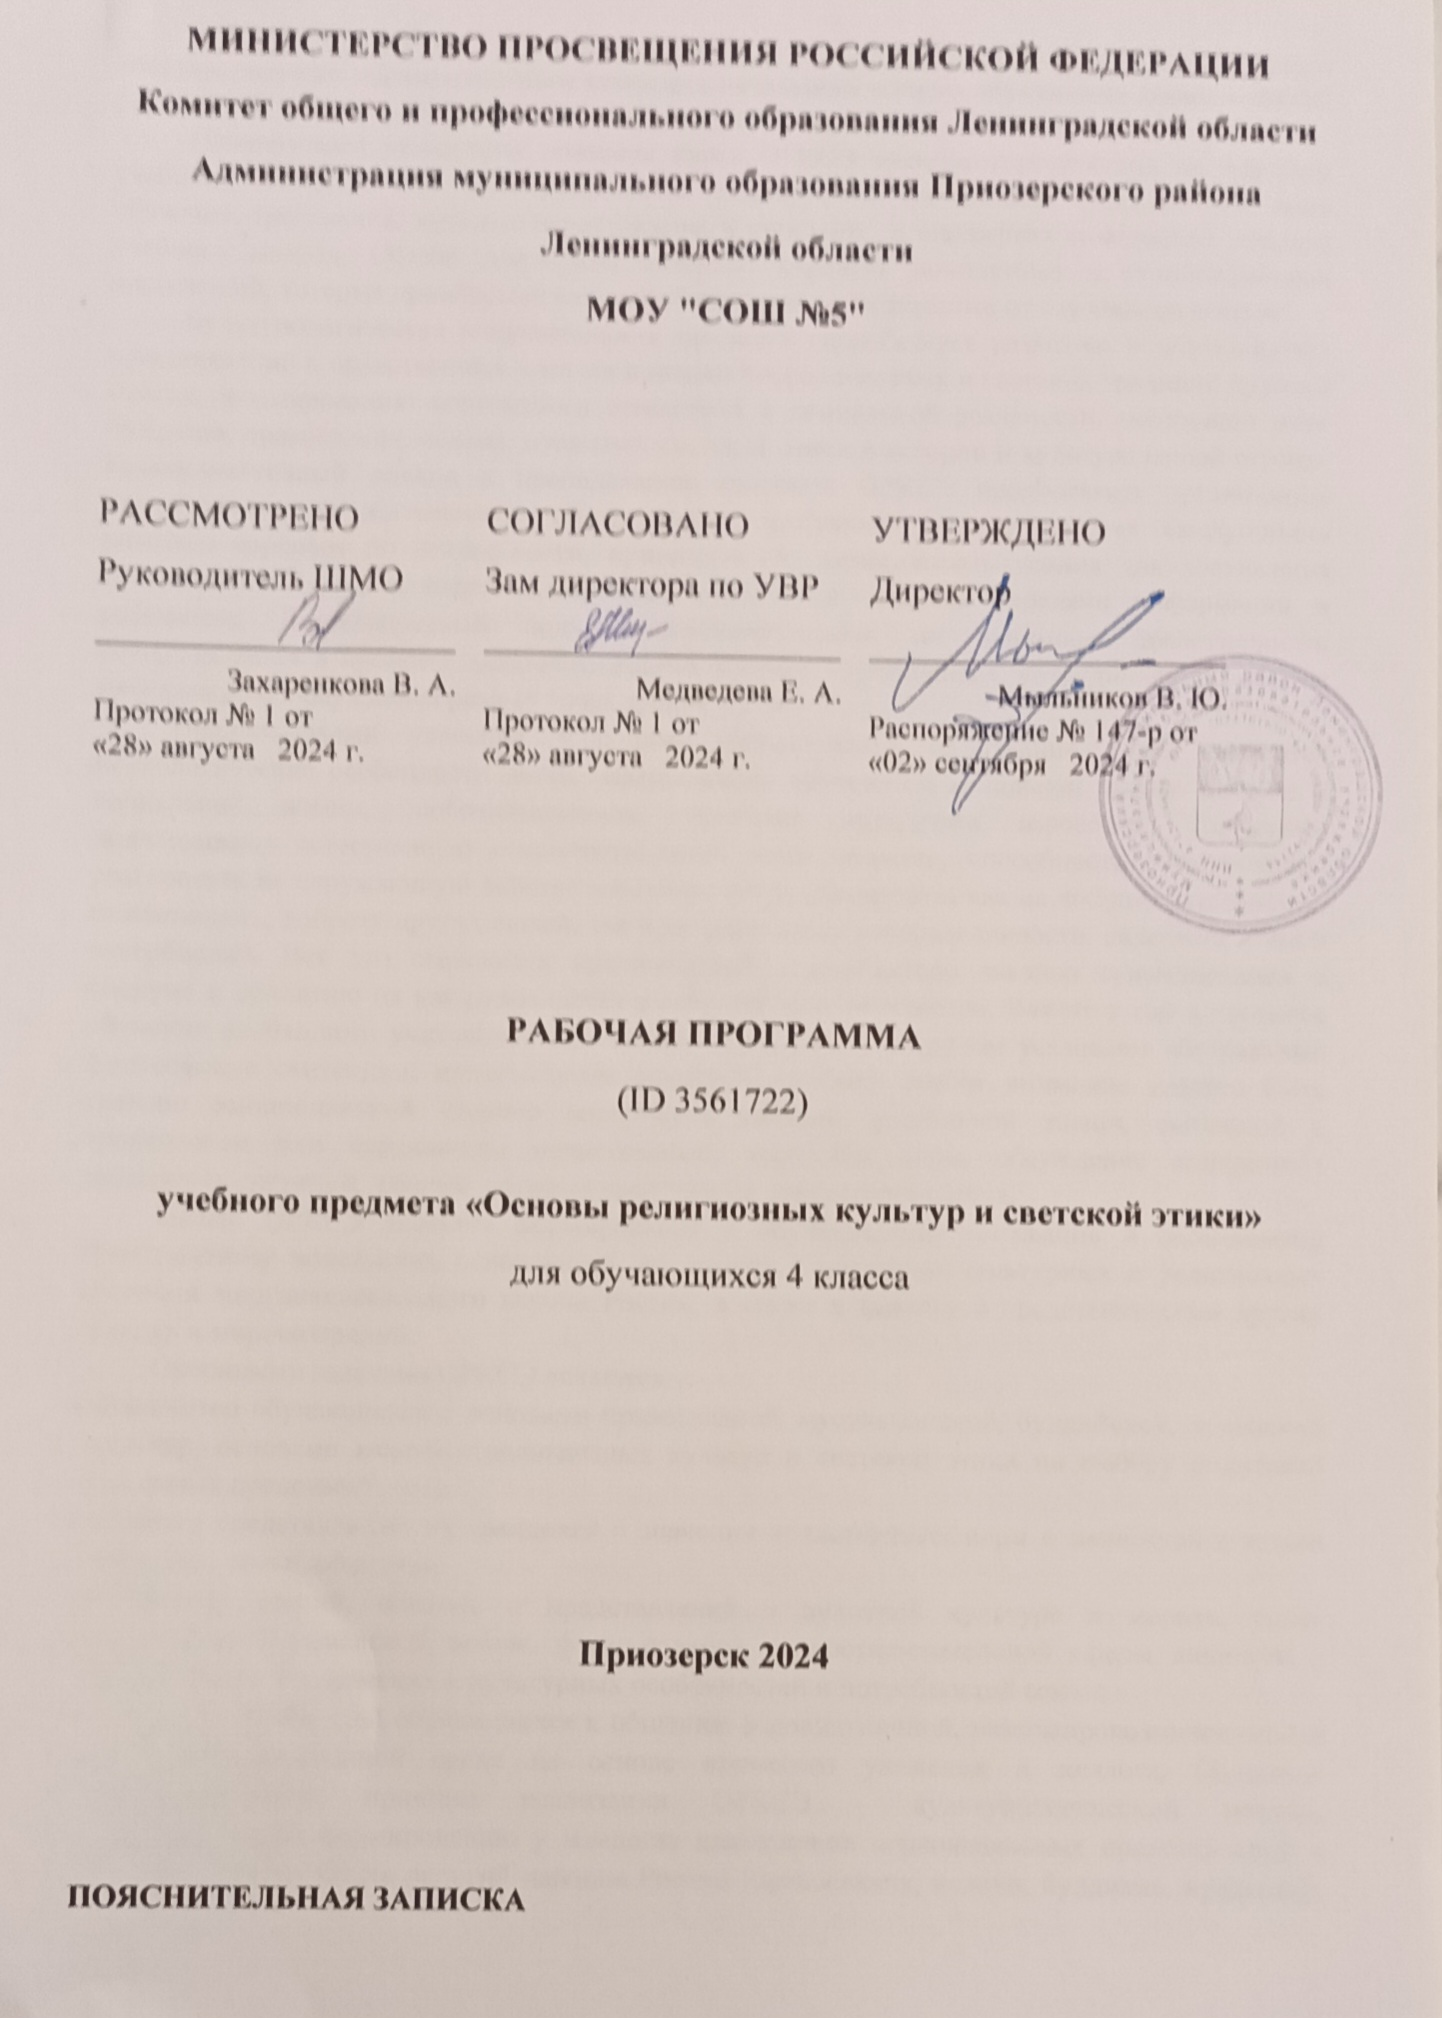 МИНИСТЕРСТВО ПРОСВЕЩЕНИЯ РОССИЙСКОЙ ФЕДЕРАЦИИ
Комитет общего и профессионального образования Ленинградской области
Администрация муниципального образования Приозерского района
Ленинградской области
МОУ "СОШ №5"
РАССМОТРЕНО
Руководитель ШМО
Захаренкова В. А.
Протокол № 1 от
«28» августа 2024 г.
СОГЛАСОВАНО
Зам директора по УВР
Медведева Е. А.
Протокол № 1 от
«28» августа 2024 г.
УТВЕРЖДЕНО
Директор
Мыльников В. Ю.
Распоряжение № 147-р от
«02» сентября 2024 г.
РАБОЧАЯ ПРОГРАММА
(ID 3561722)
учебного предмета «Основы религиозных культур и светской этики»
для обучающихся 4 класса
Приозерск 2024
ПОЯСНИТЕЛЬНАЯ ЗАПИСКА